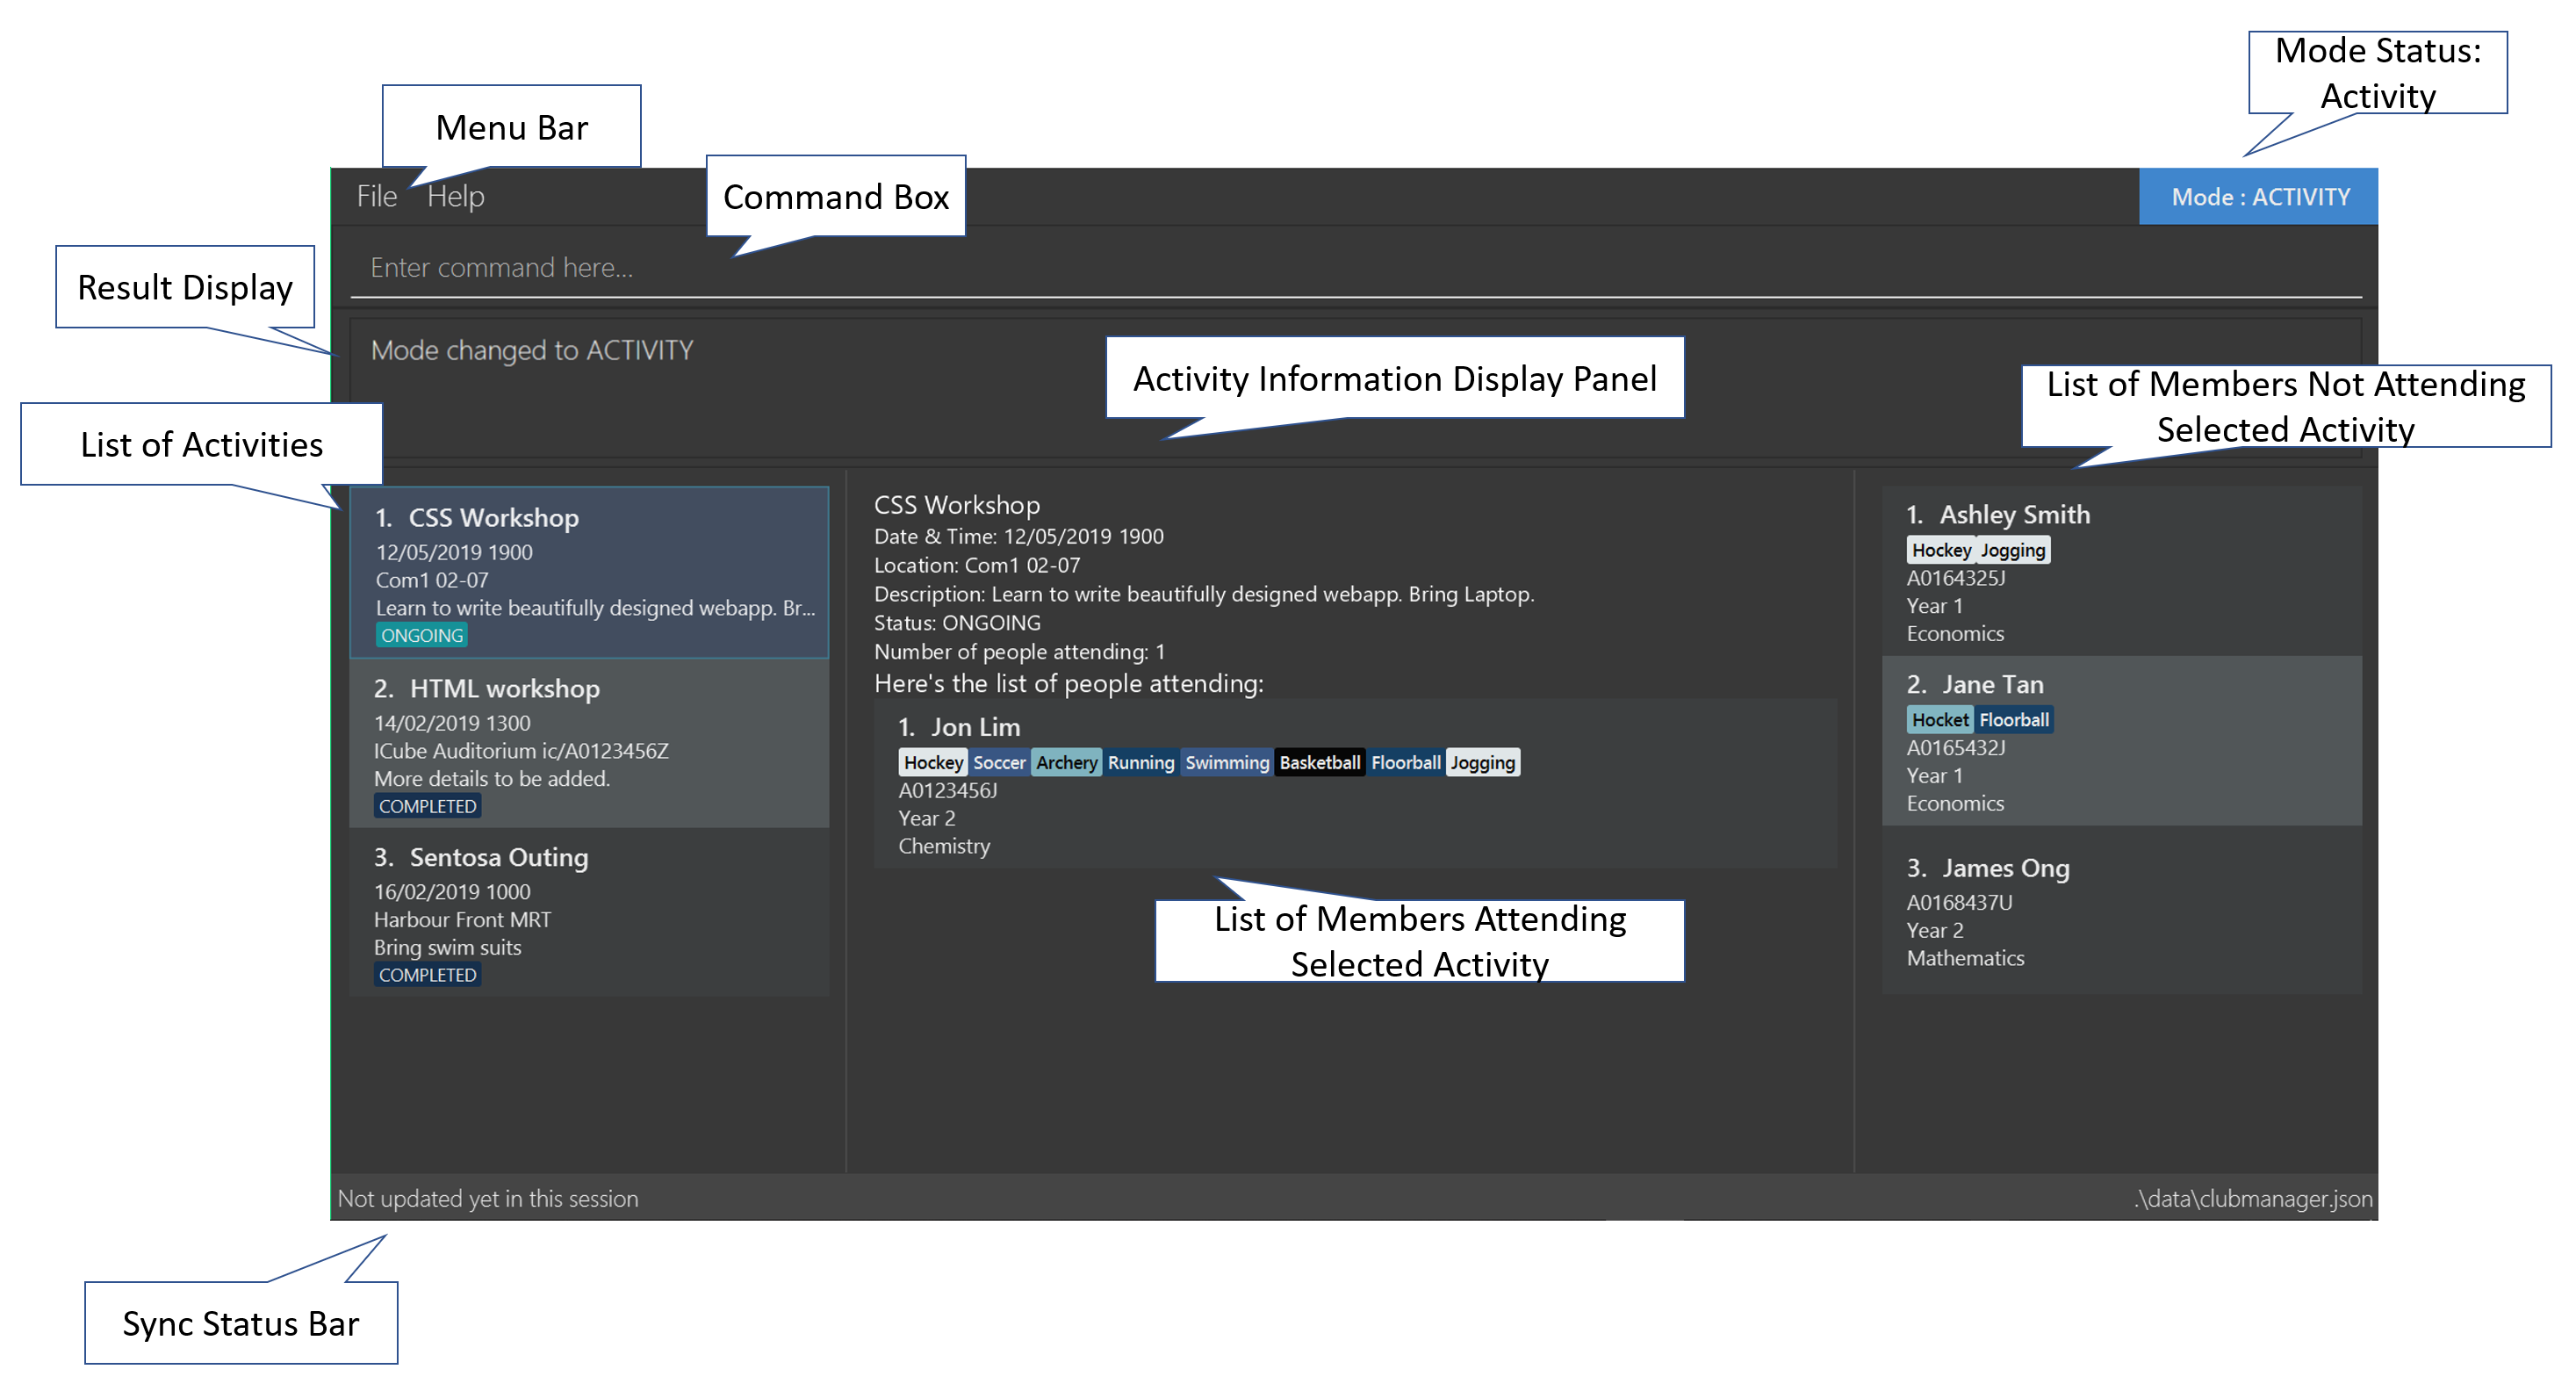 Mode Status:
Activity
Menu Bar
Command Box
File Help
Mode : ACTIVITY
Result Display
Enter command here...
Mode changed to ACTIVITY
Activity Information Display Panel
List of Members Not Attending
Selected Activity
List of Activities
1. CSS Workshop
12/05/2019 1900
Com1 02-07
Learn to write beautifully designed webapp. Br...
ONGOING
2. HTML workshop
14/02/2019 1300
ICube Auditorium ic/A0123456Z
More details to be added.
COMPLETED
3. Sentosa Outing
16/02/2019 1000
Harbour Front MRT
Bring swim suits
COMPLETED
CSS Workshop
Date & Time: 12/05/2019 1900
Location: Com1 02-07
Description: Learn to write beautifully designed webapp. Bring Laptop.
Status: ONGOING
Number of people attending: 1
Here's the list of people attending:
1. Jon Lim
Hockey Soccer Archery Running Swimming Basketball Floorball Jogging
A0123456J
Year 2
Chemistry
List of Members Attending
Selected Activity
1. Ashley Smith
Hockey Jogging
A0164325J
Year 1
Economics
2. Jane Tan
Hocket Floorball
A0165432J
Year 1
Economics
3. James Ong
A0168437U
Year 2
Mathematics
Not updated yet in this session
.\data\clubmanager.json
Sync Status Bar